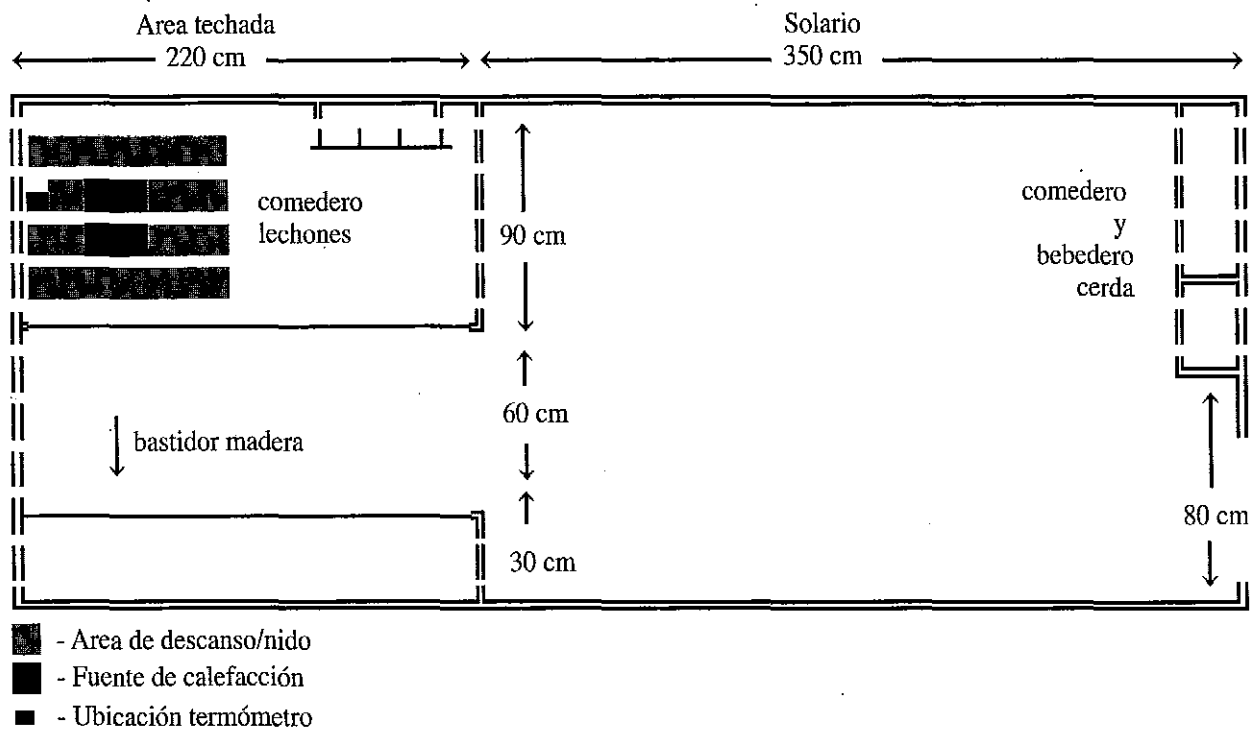 Area techada
220 cm
Solario
350 cm
comedero
lechones
90 cm
comedero
y
bebedero
cerda
60 cm
bastidor madera
80 cm
30 cm
- Area de descanso/nido
- Fuente de calefacción
- Ubicación termómetro